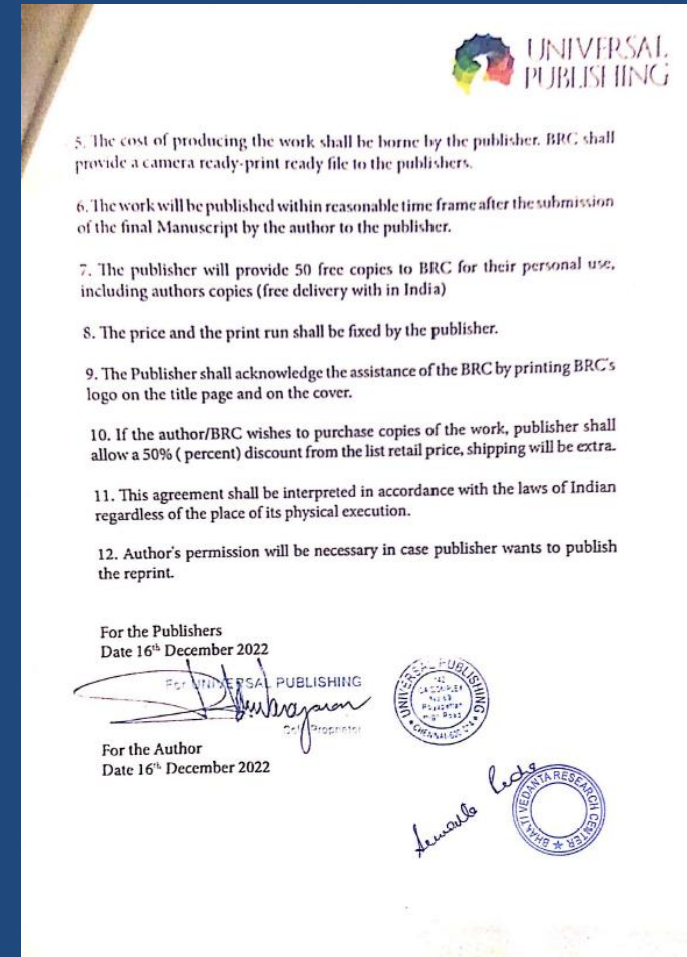 UNIVERSAL
PUBLISHING
5. The cost of producing the work shall be borne by the publisher. BRC shall
provide a camera ready-print ready file to the publishers.
6. The work will be published within reasonable time frame after the submission
of the final Manuscript by the author to the publisher.
7. The publisher will provide 50 free copies to BRC for their personal use,
including authors copies (free delivery with in India)
8. The price and the print run shall be fixed by the publisher.
9. The Publisher shall acknowledge the assistance of the BRC by printing BRC's
logo on the title page and on the cover.
10. If the author/BRC wishes to purchase copies of the work, publisher shall
allow a 50% ( percent) discount from the list retail price, shipping will be extra.
11. This agreement shall be interpreted in accordance with the laws of Indian
regardless of the place of its physical execution.
12. Author's permission will be necessary in case publisher wants to publish
the reprint.
For the Publishers
Date 16th December 2022
For UNIVERSAL PUBLISHING
Proprietor
UNIVERSAL PUBLISHING
High Road
For the Author
Date 16th December 2022
BHAKTI VEDANTA RESEARCH CENTER